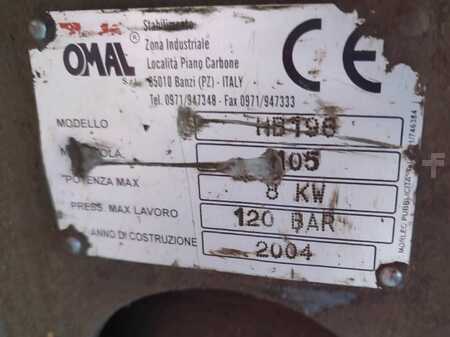 OMAL®
Stabilimento
Zona Industriale
Località Piano Carbone
85010 Banzi (PZ) - ITALY
Tel. 0971/947348 - Fax 0971/947333
CE
MODELLO HB196
105
POTENZA MAX 8 KW
PRESS. MAX LAVORO 120 BAR
ANNO DI COSTRUZIONE 2004